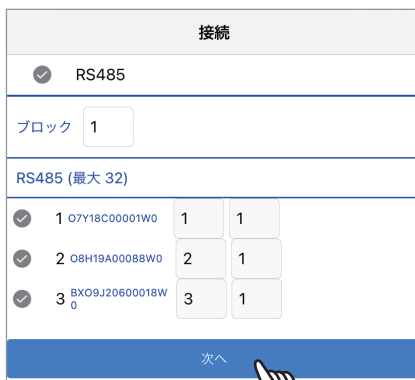 接続
RS485
ブロック 1
RS485 (最大 32)
1 O7Y18C00001W0 1 1
2 O8H19A00088W0 2 1
3 BXO9J20600018W
0 3 1
次へ